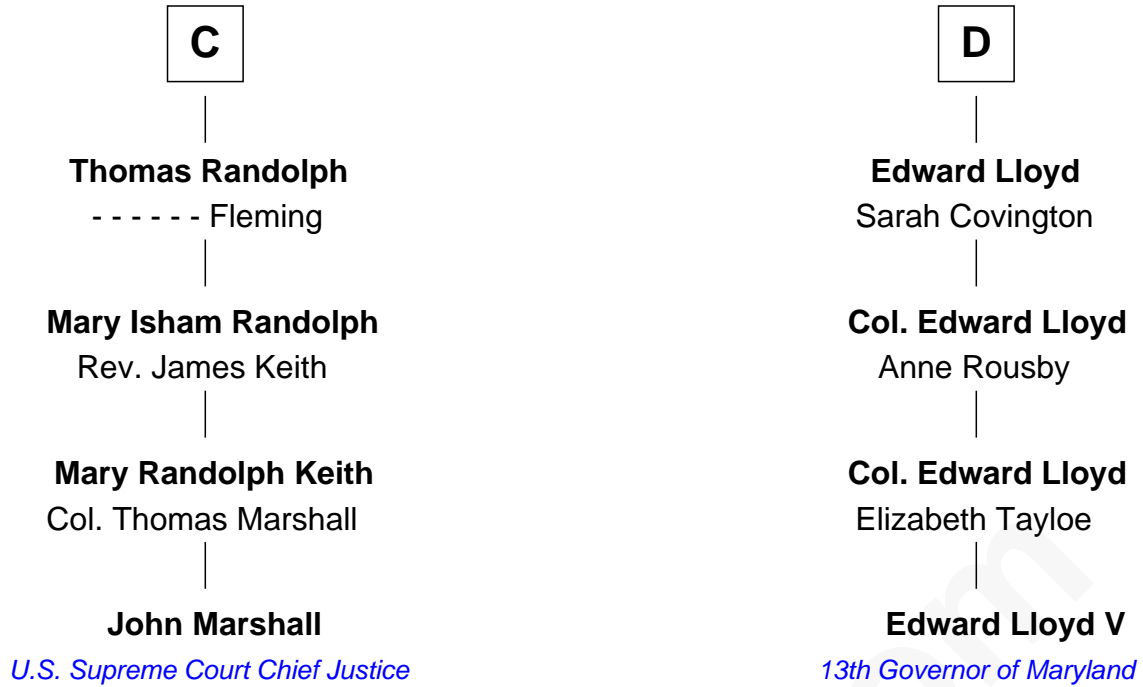 C
Thomas Randolph
- - - - - - Fleming
Mary Isham Randolph
Rev. James Keith
Mary Randolph Keith
Col. Thomas Marshall
John Marshall
U.S. Supreme Court Chief Justice
D
Edward Lloyd
Sarah Covington
Col. Edward Lloyd
Anne Rousby
Col. Edward Lloyd
Elizabeth Tayloe
Edward Lloyd V
13th Governor of Maryland
om